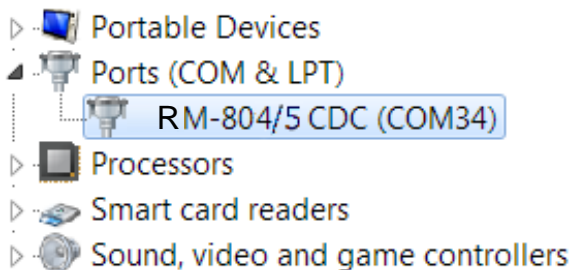 Portable Devices
Ports (COM & LPT)
RM-804/5 CDC (COM34)
Processors
Smart card readers
Sound, video and game controllers